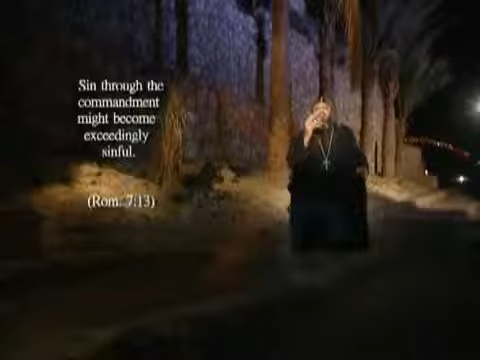 Sin through the
commandment
might become
exceedingly
sinful.
(Rom. 7:13)